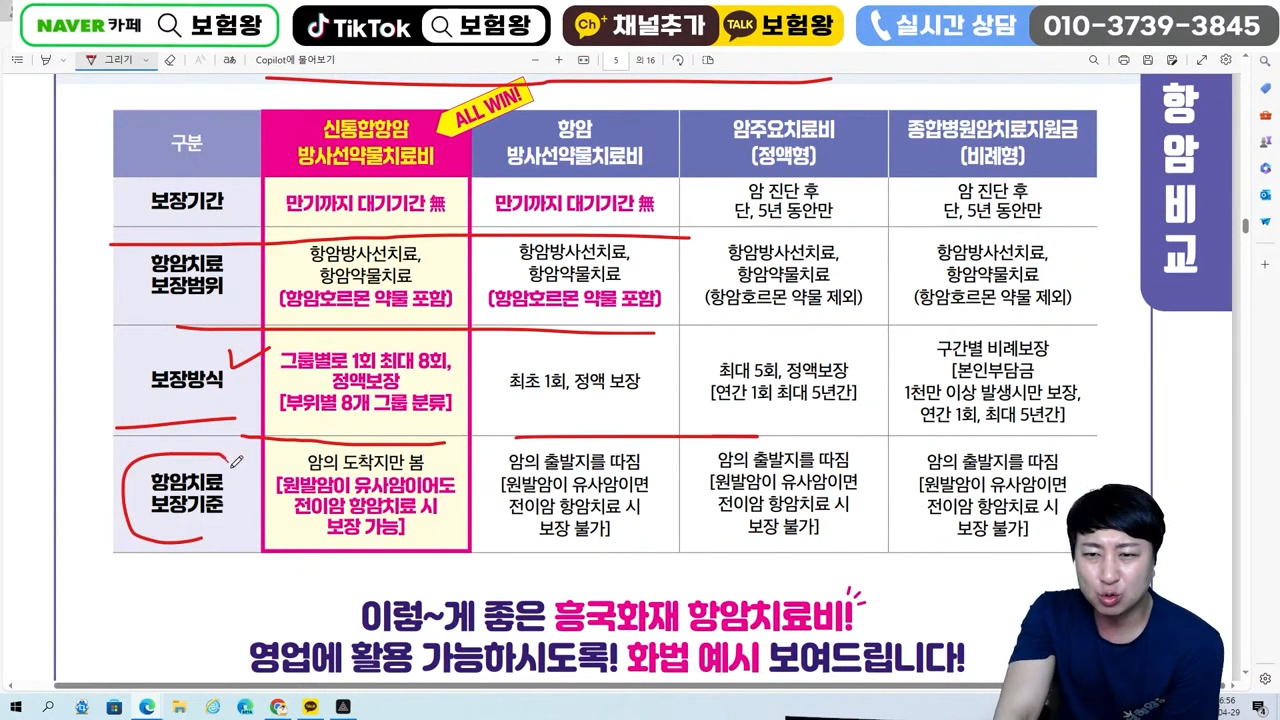 NAVER 카페 보험왕
TikTok 보험왕
Ch+ 채널추가 TALK 보험왕
실시간 상담 010-3739-3845
그리기
가あ
Copilot에 물어보기
5 의 16
항암비교
ALL WIN!
구분
신통합항암
방사선약물치료비
항암
방사선약물치료비
암주요치료비
(정액형)
종합병원암치료지원금
(비례형)
보장기간
만기까지 대기기간 無
만기까지 대기기간 無
암 진단 후
단, 5년 동안만
암 진단 후
단, 5년 동안만
항암치료
보장범위
항암방사선치료,
항암약물치료
(항암호르몬 약물 포함)
항암방사선치료,
항암약물치료
(항암호르몬 약물 포함)
항암방사선치료,
항암약물치료
(항암호르몬 약물 제외)
항암방사선치료,
항암약물치료
(항암호르몬 약물 제외)
보장방식
그룹별로 1회 최대 8회,
정액보장
[부위별 8개 그룹 분류]
최초 1회, 정액 보장
최대 5회, 정액보장
[연간 1회 최대 5년간]
구간별 비례보장
[본인부담금
1천만 이상 발생시만 보장,
연간 1회, 최대 5년간]
항암치료
보장기준
암의 도착지만 봄
[원발암이 유사암이어도
전이암 항암치료 시
보장 가능]
암의 출발지를 따짐
[원발암이 유사암이면
전이암 항암치료 시
보장 불가]
암의 출발지를 따짐
[원발암이 유사암이면
전이암 항암치료 시
보장 불가]
암의 출발지를 따짐
[원발암이 유사암이면
전이암 항암치료 시
보장 불가]
이렇~게 좋은 흥국화재 항암치료비!
영업에 활용 가능하시도록! 화법 예시 보여드립니다!
6:56
04-29